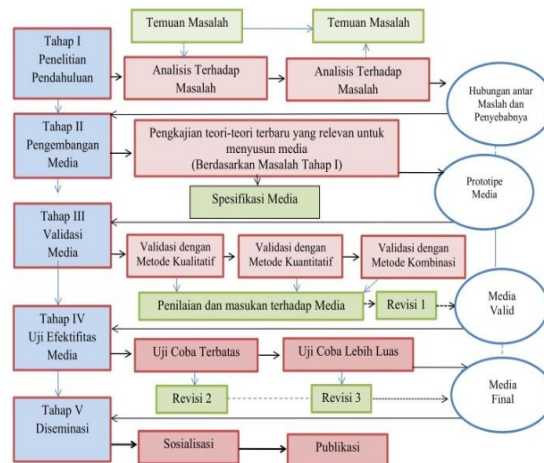 Temuan Masalah
Temuan Masalah
Tahap I
Penelitian
Pendahuluan
Analisis Terhadap
Masalah
Analisis Terhadap
Masalah
Hubungan antar
Maslah dan
Penyebabnya
Tahap II
Pengembangan
Media
Pengkajian teori-teori terbaru yang relevan untuk
menyusun media
(Berdasarkan Masalah Tahap I)
Spesifikasi Media
Prototipe
Media
Tahap III
Validasi
Media
Validasi dengan
Metode Kualitatif
Validasi dengan
Metode Kuantitatif
Validasi dengan
Metode Kombinasi
Penilaian dan masukan terhadap Media
Revisi 1
Media
Valid
Tahap IV
Uji Efektifitas
Media
Uji Coba Terbatas
Uji Coba Lebih Luas
Revisi 2
Revisi 3
Media
Final
Tahap V
Diseminasi
Sosialisasi
Publikasi